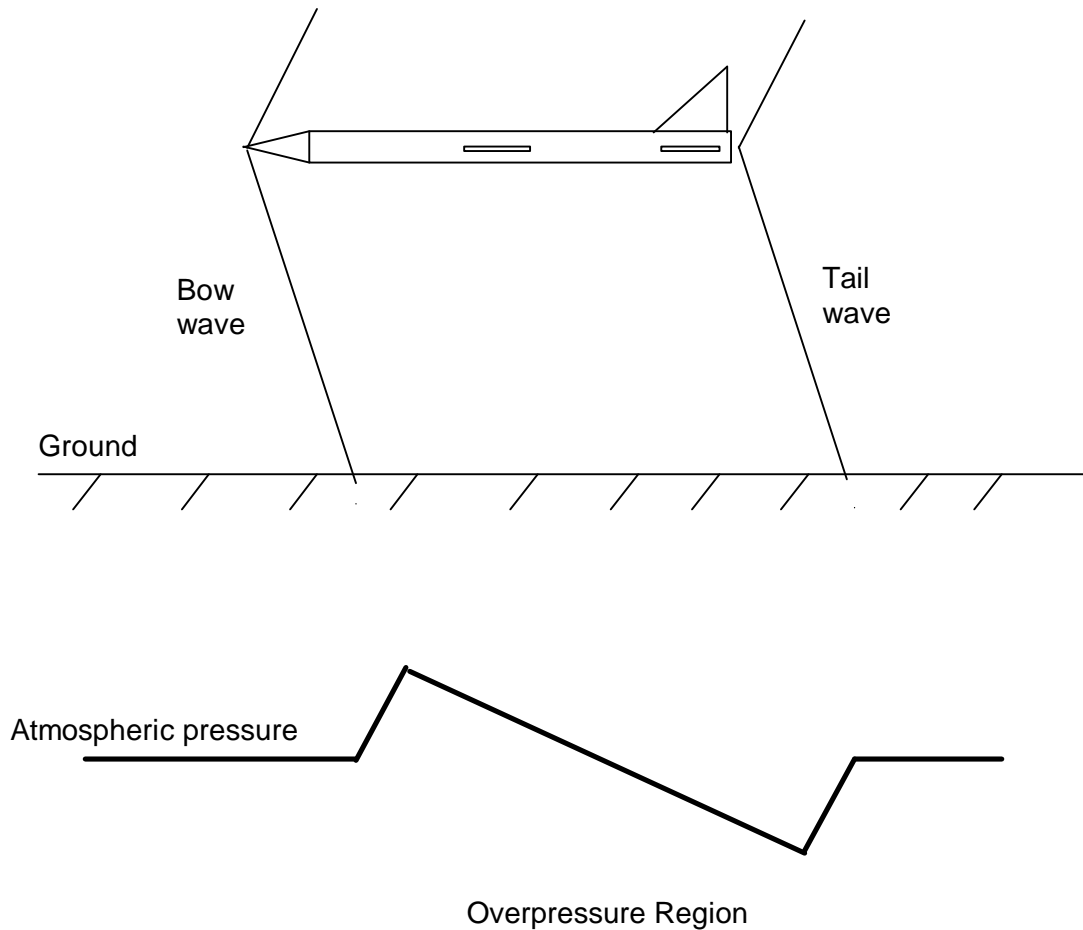 Bow
wave
Tail
wave
Ground
Atmospheric pressure
Overpressure Region